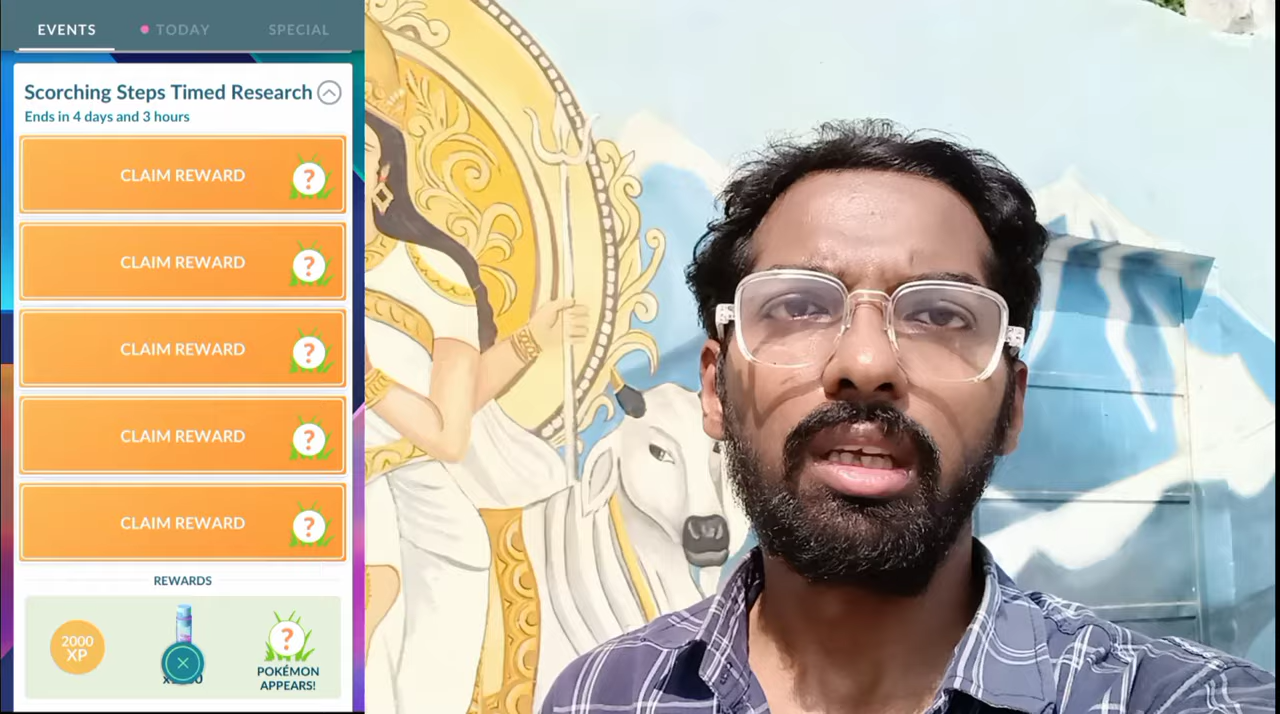 EVENTS
TODAY
SPECIAL
Scorching Steps Timed Research
Ends in 4 days and 3 hours
CLAIM REWARD
?
CLAIM REWARD
?
CLAIM REWARD
?
CLAIM REWARD
?
CLAIM REWARD
?
REWARDS
2000
XP
?
POKÉMON
APPEARS!